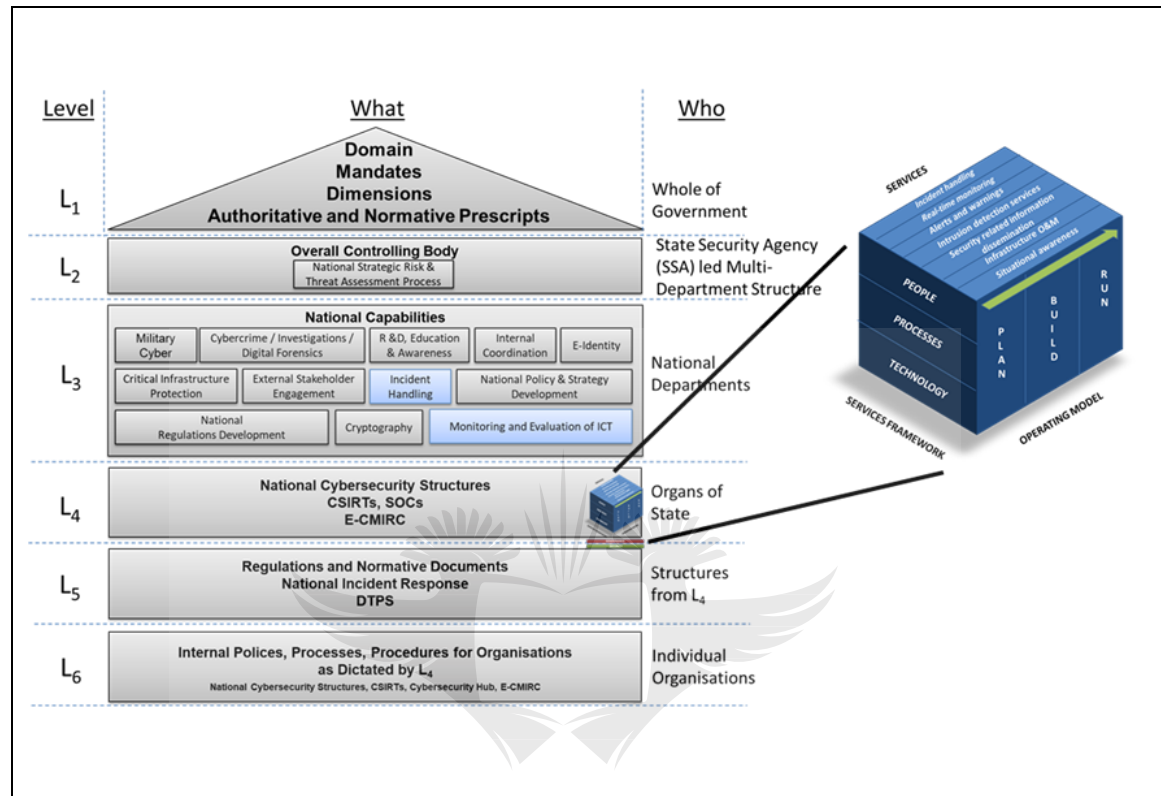 Level
What
Who
L1
Domain
Mandates
Dimensions
Authoritative and Normative Prescripts
Whole of
Government
L2
Overall Controlling Body
National Strategic Risk &
Threat Assessment Process
State Security Agency
(SSA) led Multi-
Department Structure
L3
National Capabilities
Military
Cyber
Cybercrime / Investigations /
Digital Forensics
R &D, Education
& Awareness
Internal
Coordination
E-Identity
Critical Infrastructure
Protection
External Stakeholder
Engagement
Incident
Handling
National Policy & Strategy
Development
National
Regulations Development
Cryptography
Monitoring and Evaluation of ICT
National
Departments
L4
National Cybersecurity Structures
CSIRTs, SOCs
E-CMIRC
Organs of
State
L5
Regulations and Normative Documents
National Incident Response
DTPS
Structures
from L4
L6
Internal Polices, Processes, Procedures for Organisations
as Dictated by L4
National Cybersecurity Structures, CSIRTs, Cybersecurity Hub, E-CMIRC
Individual
Organisations
SERVICES
Incident handling
Real-time monitoring
Alerts and warnings
Intrusion detection services
Security related information
dissemination
Infrastructure O&M
Situational awareness
PEOPLE
PROCESSES
TECHNOLOGY
PLAN
BUILD
RUN
SERVICES FRAMEWORK
OPERATING MODEL